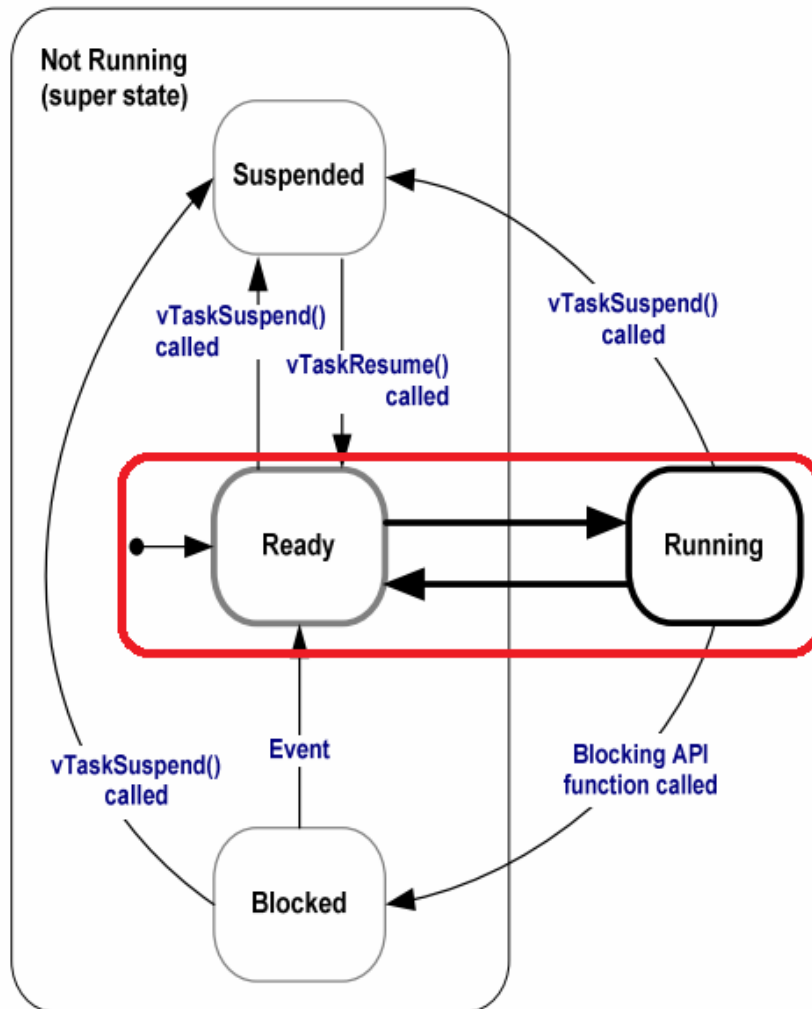 Not Running
(super state)
Suspended
vTaskSuspend()
called
vTaskResume()
called
vTaskSuspend()
called
Ready
Running
vTaskSuspend()
called
Event
Blocking API
function called
Blocked